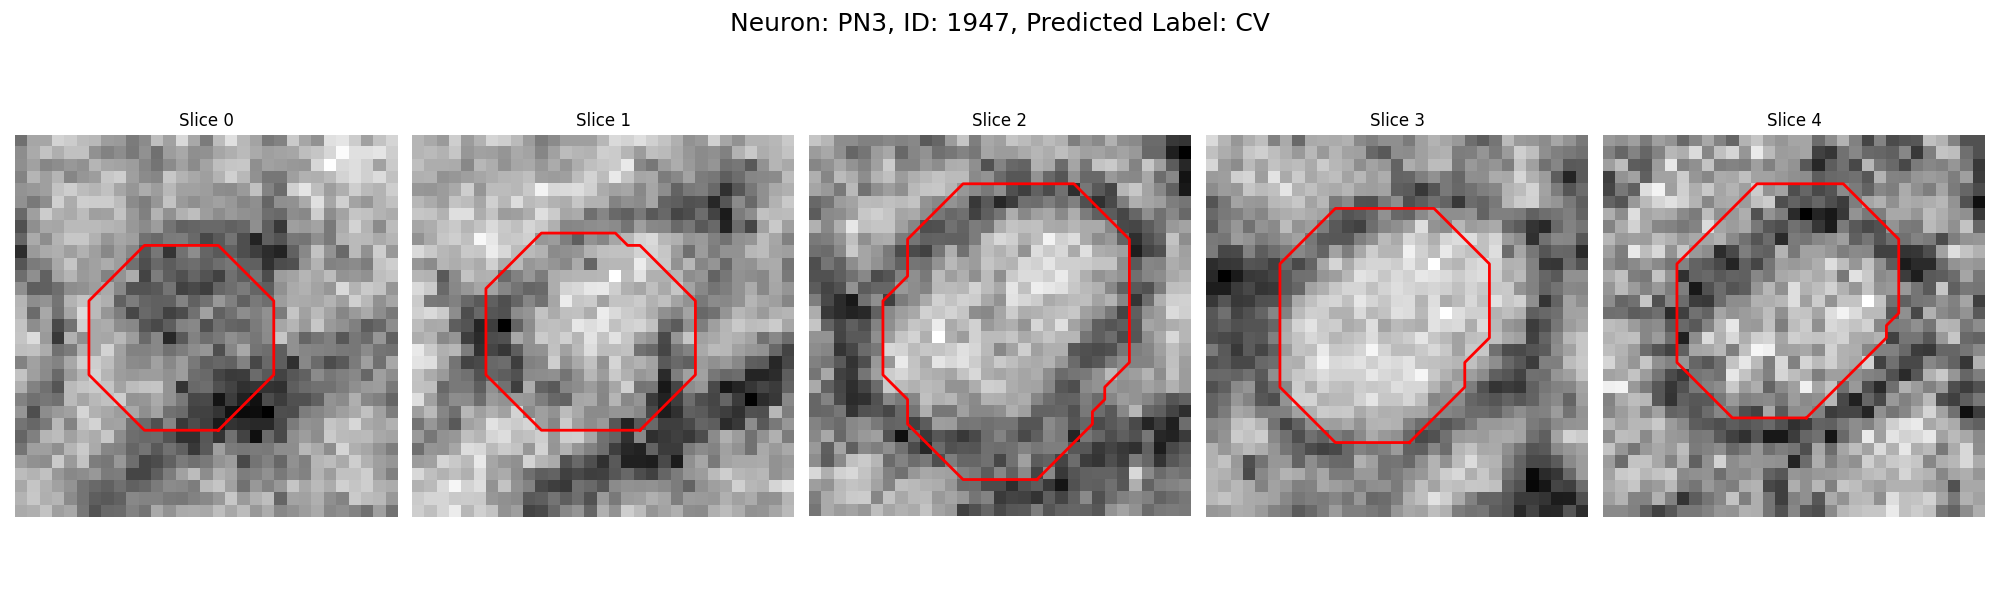 Neuron: PN3, ID: 1947, Predicted Label: CV
Slice 0
Slice 1
Slice 2
Slice 3
Slice 4